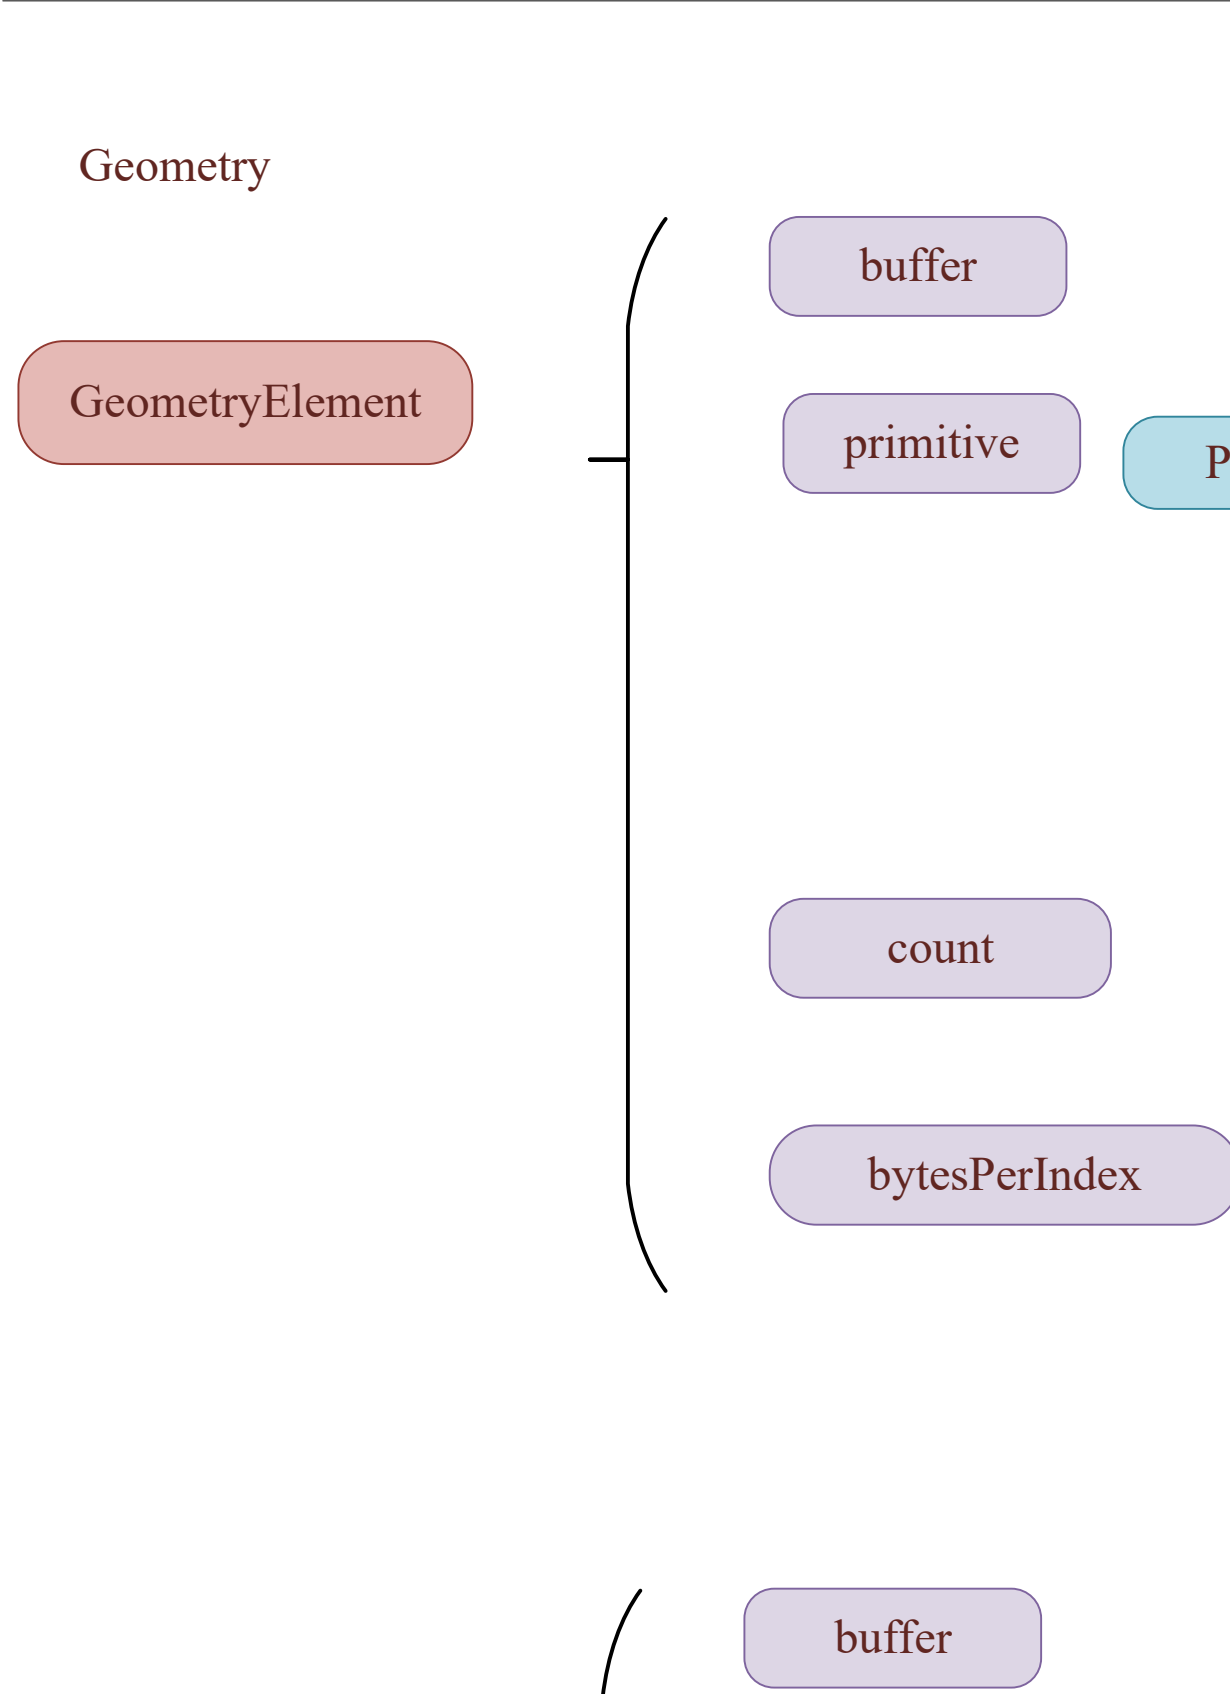 Geometry
buffer
GeometryElement
primitive
P
count
bytesPerIndex
buffer